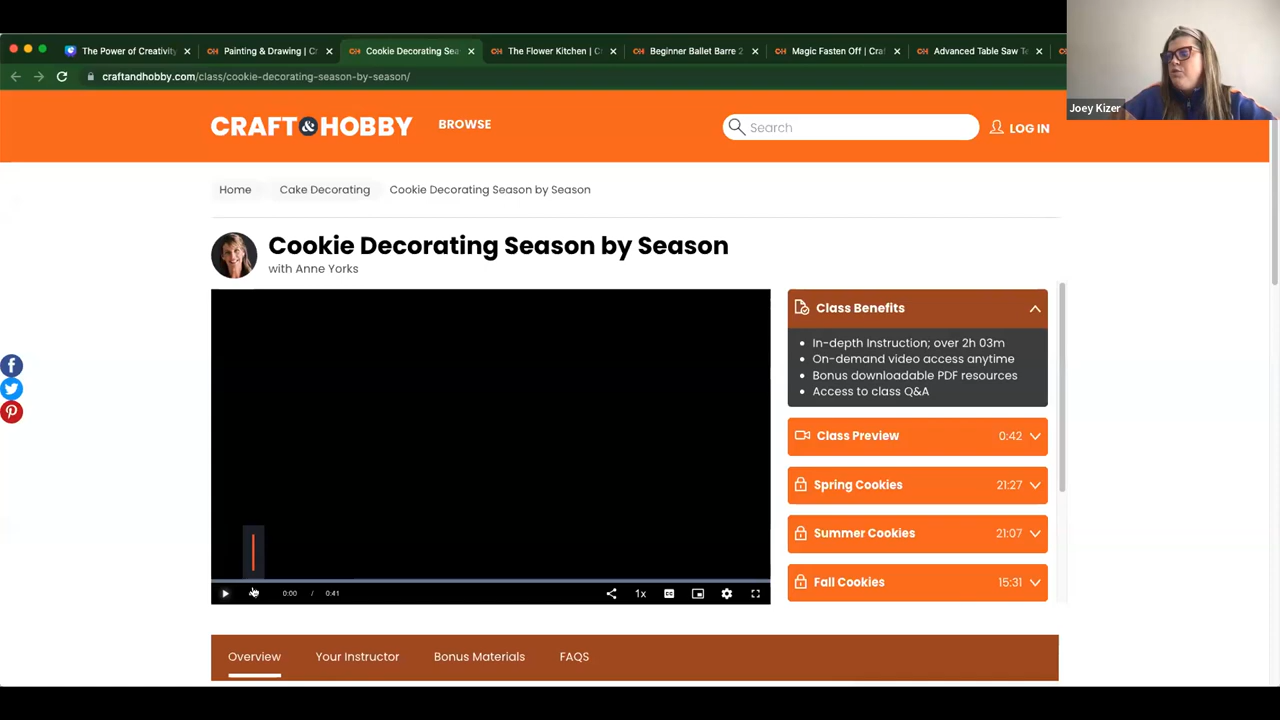 The Power of Creativity
Painting & Drawing | C
Cookie Decorating Sea
The Flower Kitchen | C
Beginner Ballet Barre 2
Magic Fasten Off | Cra
Advanced Table Saw Te
craftandhobby.com/class/cookie-decorating-season-by-season/
Joey Kizer
CRAFT & HOBBY
BROWSE
Search
LOG IN
Home
Cake Decorating
Cookie Decorating Season by Season
Cookie Decorating Season by Season
with Anne Yorks
Class Benefits
In-depth Instruction; over 2h 03m
On-demand video access anytime
Bonus downloadable PDF resources
Access to class Q&A
Class Preview 0:42
Spring Cookies 21:27
Summer Cookies 21:07
Fall Cookies 15:31
0:00 / 0:41
1x
CC
Overview
Your Instructor
Bonus Materials
FAQS